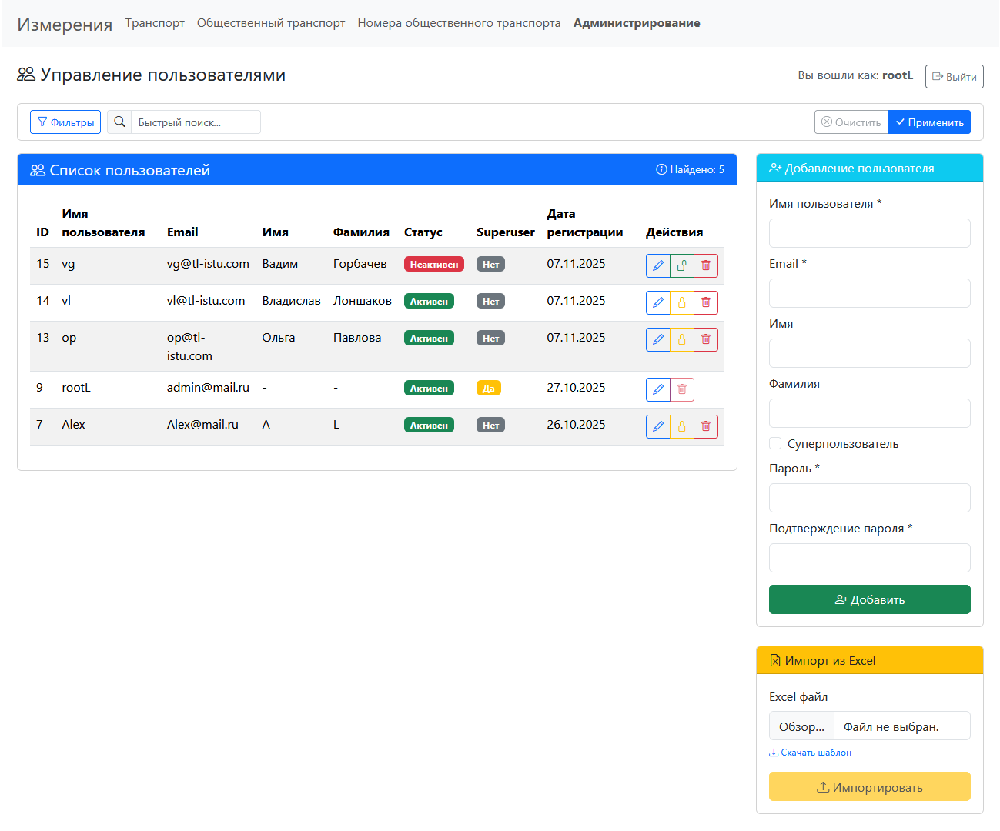 Измерения Транспорт Общественный транспорт Номера общественного транспорта Администрирование
Управление пользователями
Вы вошли как: rootL Выйти
Фильтры Быстрый поиск... Очистить Применить
Список пользователей Найдено: 5
ID Имя пользователя Email Имя Фамилия Статус Superuser Дата регистрации Действия
15 vg vg@tl-istu.com Вадим Горбачев Неактивен Нет 07.11.2025
14 vl vl@tl-istu.com Владислав Лоншаков Активен Нет 07.11.2025
13 op op@tl-istu.com Ольга Павлова Активен Нет 07.11.2025
9 rootL admin@mail.ru - - Активен Да 27.10.2025
7 Alex Alex@mail.ru A L Активен Нет 26.10.2025
Добавление пользователя
Имя пользователя *
Email *
Имя
Фамилия
Суперпользователь
Пароль *
Подтверждение пароля *
Добавить
Импорт из Excel
Excel файл
Обзор... Файл не выбран.
Скачать шаблон
Импортировать